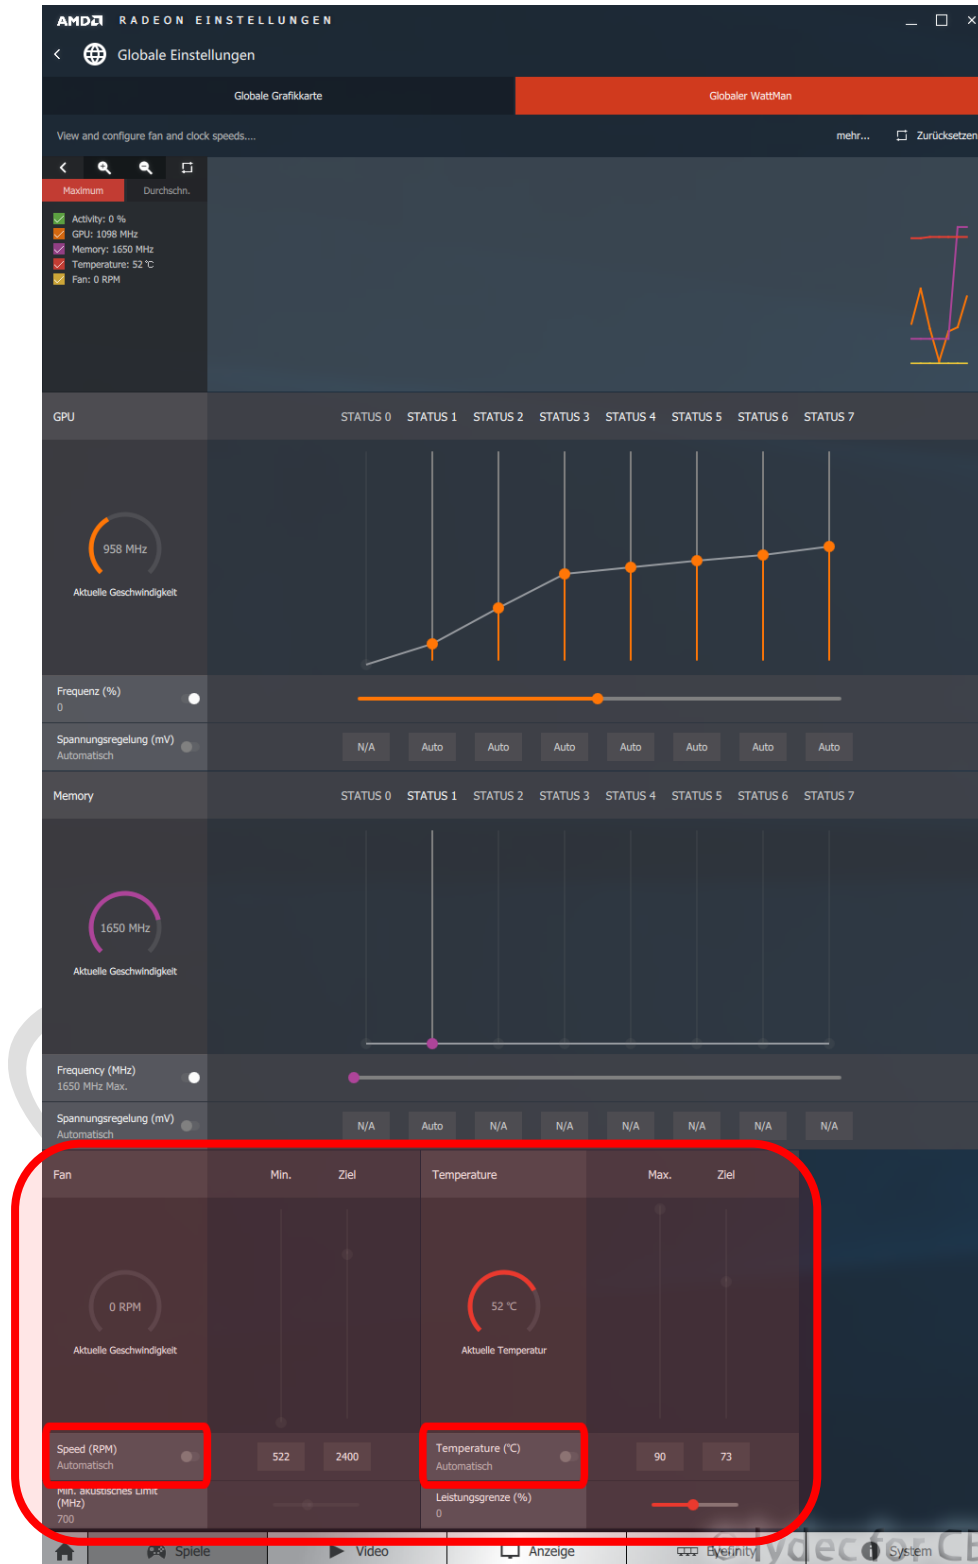 AMD RADEON EINSTELLUNGEN
Globale Einstellungen
Globale Grafikkarte Globaler WattMan
View and configure fan and clock speeds.... mehr... Zurücksetzen
Maximum Durchschn.
Activity: 0 %
GPU: 1098 MHz
Memory: 1650 MHz
Temperature: 52 °C
Fan: 0 RPM
GPU STATUS 0 STATUS 1 STATUS 2 STATUS 3 STATUS 4 STATUS 5 STATUS 6 STATUS 7
958 MHz
Aktuelle Geschwindigkeit
Frequenz (%)
0
Spannungsregelung (mV)
Automatisch
N/A Auto Auto Auto Auto Auto Auto Auto
Memory STATUS 0 STATUS 1 STATUS 2 STATUS 3 STATUS 4 STATUS 5 STATUS 6 STATUS 7
1650 MHz
Aktuelle Geschwindigkeit
Frequency (MHz)
1650 MHz Max.
Spannungsregelung (mV)
Automatisch
N/A Auto N/A N/A N/A N/A N/A N/A
Fan Min. Ziel Temperature Max. Ziel
0 RPM 52 °C
Aktuelle Geschwindigkeit Aktuelle Temperatur
Speed (RPM)
Automatisch
522 2400
Temperature (°C)
Automatisch
90 73
Min. akustisches Limit
(MHz)
700
Leistungsgrenze (%)
0
Spiele Video Anzeige Eyefinity System
for